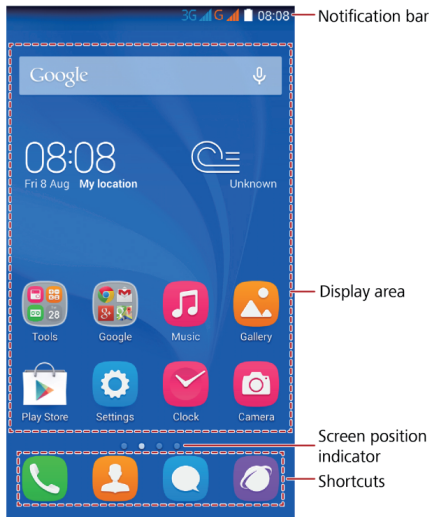 3G G 08:08
Notification bar
Google
08:08
Fri 8 Aug My location
Unknown
28
Display area
Tools Google Music Gallery
Play Store Settings Clock Camera
Screen position
indicator
Shortcuts